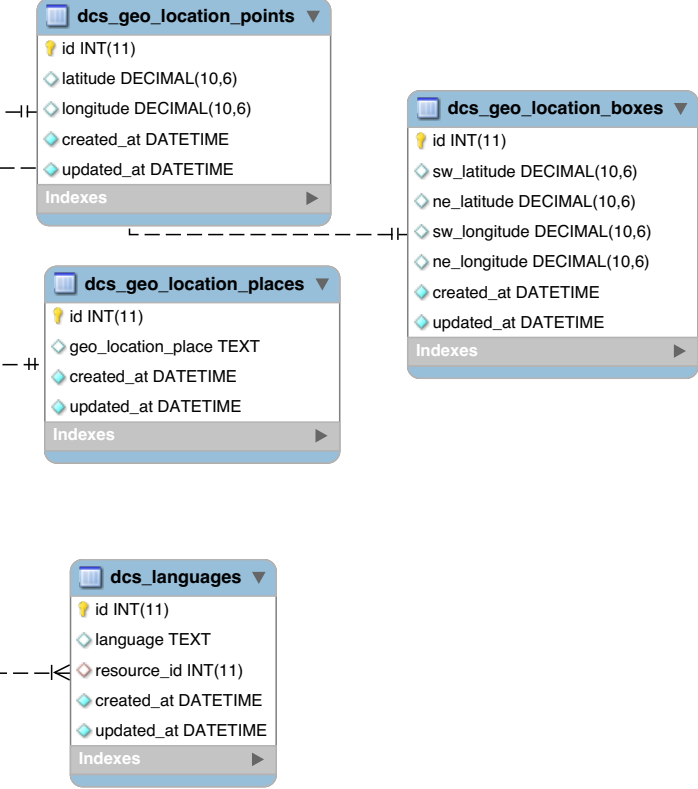 dcs_geo_location_points
id INT(11)
latitude DECIMAL(10,6)
longitude DECIMAL(10,6)
created_at DATETIME
updated_at DATETIME
Indexes
dcs_geo_location_boxes
id INT(11)
sw_latitude DECIMAL(10,6)
ne_latitude DECIMAL(10,6)
sw_longitude DECIMAL(10,6)
ne_longitude DECIMAL(10,6)
created_at DATETIME
updated_at DATETIME
Indexes
dcs_geo_location_places
id INT(11)
geo_location_place TEXT
created_at DATETIME
updated_at DATETIME
Indexes
dcs_languages
id INT(11)
language TEXT
resource_id INT(11)
created_at DATETIME
updated_at DATETIME
Indexes